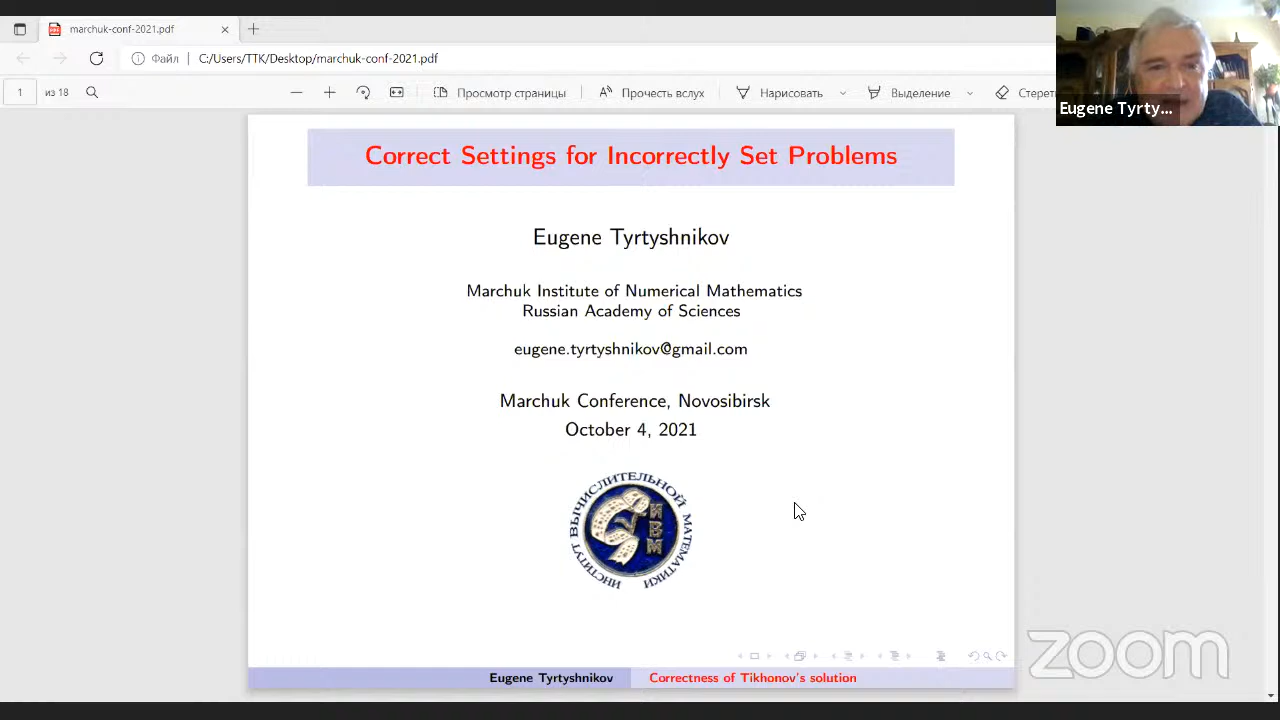 marchuk-conf-2021.pdf
Файл
C:/Users/TTK/Desktop/marchuk-conf-2021.pdf
1 из 18
Просмотр страницы
Прочесть вслух
Нарисовать
Выделение
Eugene Tyrty...
Correct Settings for Incorrectly Set Problems
Eugene Tyrtyshnikov
Marchuk Institute of Numerical Mathematics
Russian Academy of Sciences
eugene.tyrtyshnikov@gmail.com
Marchuk Conference, Novosibirsk
October 4, 2021
ИНСТИТУТ ВЫЧИСЛИТЕЛЬНОЙ МАТЕМАТИКИ
ИВМ
zoom
Eugene Tyrtyshnikov
Correctness of Tikhonov's solution